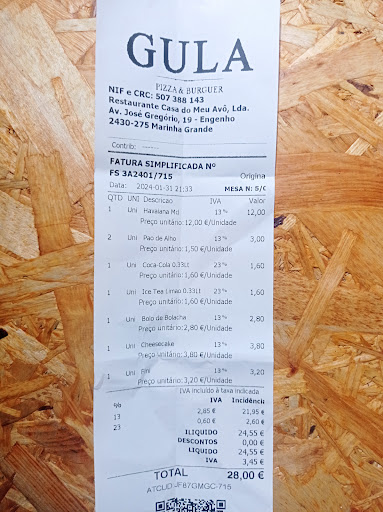 GULA
PIZZA & BURGUER
NIF e CRC: 507 388 143
Restaurante Casa do Meu Avô, Lda.
Av. José Gregório, 19 - Engenho
2430-275 Marinha Grande
Contrib: --------
FATURA SIMPLIFICADA Nº
FS 3A2401/715 Origina
Data: 2024-01-31 21:33 MESA N: 5/C
QTD UNI Descricao IVA Valor
1 Uni Havaiana Md 13% 12,00
Preço unitário: 12,00 €/Unidade
2 Uni Pao de Alho 13% 3,00
Preço unitário: 1,50 €/Unidade
1 Uni Coca-Cola 0.33Lt 23% 1,60
Preço unitário: 1,60 €/Unidade
1 Uni Ice Tea Limao 0.33Lt 23% 1,60
Preço unitário: 1,60 €/Unidade
1 Uni Bolo de Bolacha 13% 2,80
Preço unitário: 2,80 €/Unidade
1 Uni Cheesecake 13% 3,80
Preço unitário: 3,80 €/Unidade
1 Uni 13% 3,20
Preço unitário: 3,20 €/Unidade
IVA incluído à taxa indicada
% IVA Incidênci
13 2,85 € 21,95 €
23 0,60 € 2,60 €
ILIQUIDO 24,55 €
DESCONTOS 0,00 €
LIQUIDO 24,55 €
IVA 3,45 €
TOTAL 28,00 €
ATCUD:JF87GMGC-715